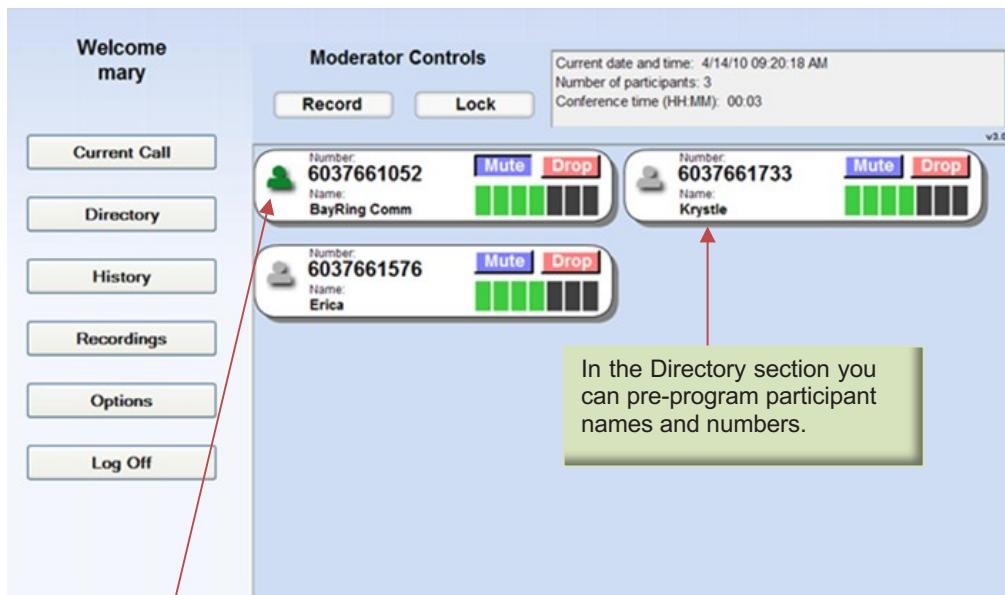 Welcome
mary
Current Call
Directory
History
Recordings
Options
Log Off
Moderator Controls
Record Lock
Current date and time: 4/14/10 09:20:18 AM
Number of participants: 3
Conference time (HH:MM): 00:03
v3.0
Number:
6037661052
Name:
BayRing Comm
Mute Drop
Number:
6037661733
Name:
Krystle
Mute Drop
Number:
6037661576
Name:
Erica
Mute Drop
In the Directory section you
can pre-program participant
names and numbers.